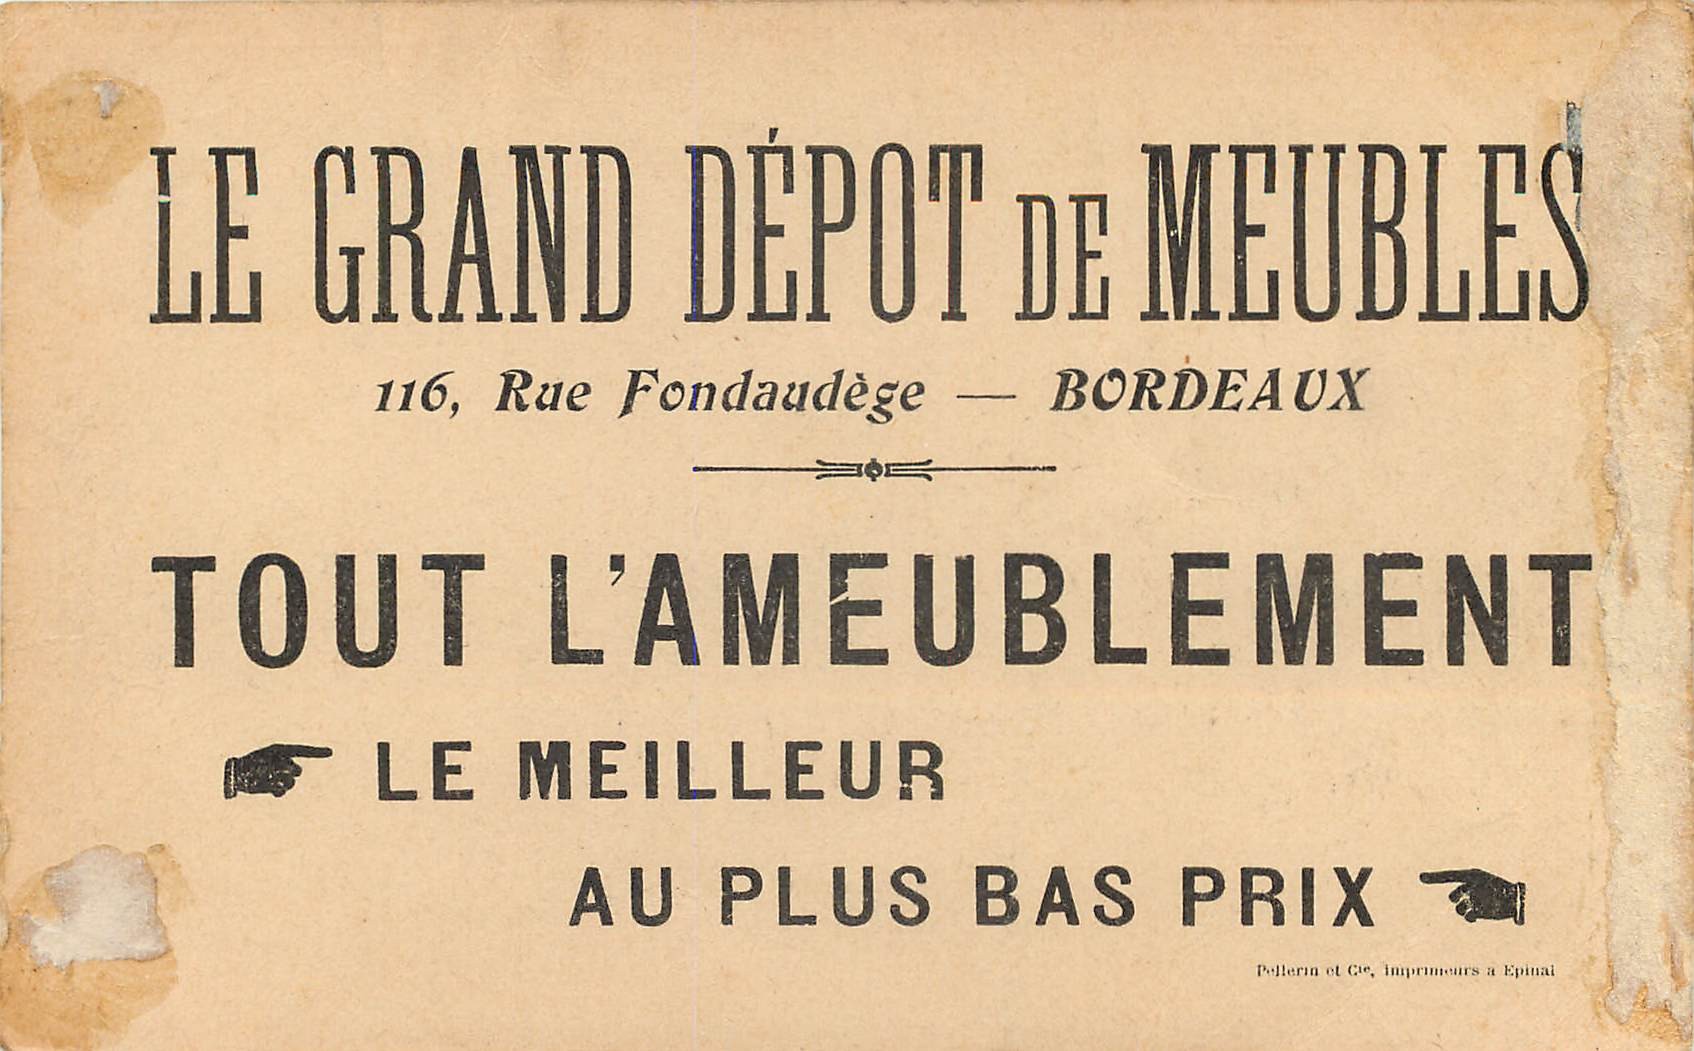 LE GRAND DÉPOT DE MEUBLES
116, Rue Fondaudège — BORDEAUX
TOUT L'AMEUBLEMENT
LE MEILLEUR
AU PLUS BAS PRIX
Pellerin et Cie, imprimeurs a Epinal